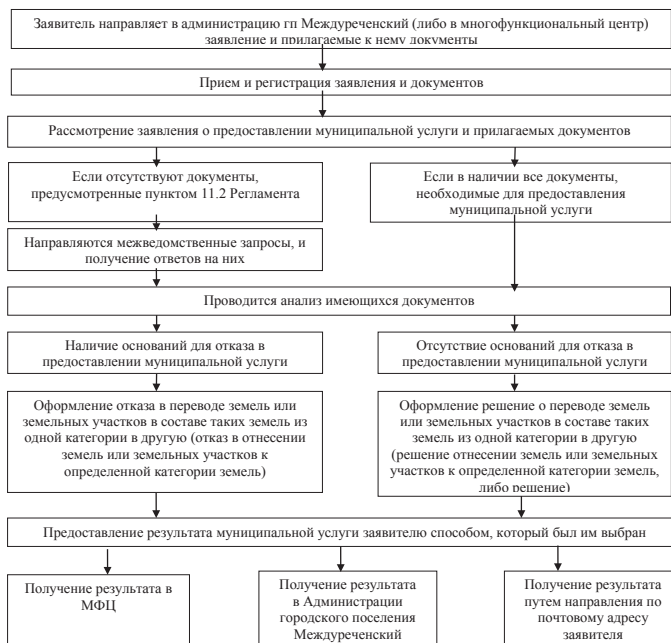 Заявитель направляет в администрацию гп Междуреченский (либо в многофункциональный центр)
заявление и прилагаемые к нему документы
Прием и регистрация заявления и документов
Рассмотрение заявления о предоставлении муниципальной услуги и прилагаемых документов
Если отсутствуют документы,
предусмотренные пунктом 11.2 Регламента
Если в наличии все документы,
необходимые для предоставления
муниципальной услуги
Направляются межведомственные запросы, и
получение ответов на них
Проводится анализ имеющихся документов
Наличие оснований для отказа в
предоставлении муниципальной услуги
Отсутствие оснований для отказа в
предоставлении муниципальной услуги
Оформление отказа в переводе земель или
земельных участков в составе таких земель из
одной категории в другую (отказ в отнесении
земель или земельных участков к
определенной категории земель)
Оформление решение о переводе земель
или земельных участков в составе таких
земель из одной категории в другую
(решение отнесении земель или земельных
участков к определенной категории земель,
либо решение)
Предоставление результата муниципальной услуги заявителю способом, который был им выбран
Получение результата в
МФЦ
Получение результата
в Администрации
городского поселения
Междуреченский
Получение результата
путем направления по
почтовому адресу
заявителя